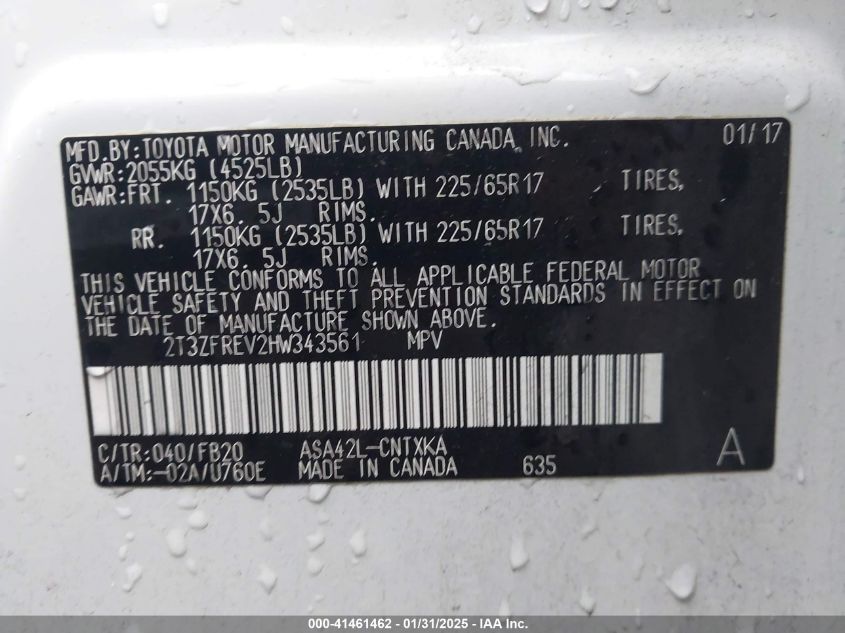 MFD.BY:TOYOTA MOTOR MANUFACTURING CANADA, INC. 01/17
GVWR:2055KG (4525LB)
GAWR:FRT. 1150KG (2535LB) WITH 225/65R17 TIRES,
17X6. 5J RIMS.
RR. 1150KG (2535LB) WITH 225/65R17 TIRES,
17X6. 5J RIMS.
THIS VEHICLE CONFORMS TO ALL APPLICABLE FEDERAL MOTOR
VEHICLE SAFETY AND THEFT PREVENTION STANDARDS IN EFFECT ON
THE DATE OF MANUFACTURE SHOWN ABOVE.
2T3ZFREV2HW343561 MPV
C/TR:040/FB20 ASA42L-CNTXKA
A/TM:-02A/U760E MADE IN CANADA 635 A
000-41461462 - 01/31/2025 - IAA Inc.